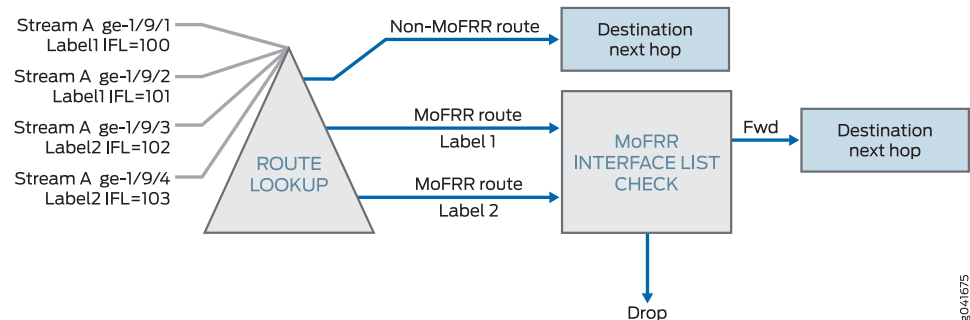 Stream A ge-1/9/1
Label1 IFL=100
Stream A ge-1/9/2
Label1 IFL=101
Stream A ge-1/9/3
Label2 IFL=102
Stream A ge-1/9/4
Label2 IFL=103
ROUTE
LOOKUP
Non-MoFRR route
Destination
next hop
MoFRR route
Label 1
MoFRR route
Label 2
MoFRR
INTERFACE LIST
CHECK
Fwd
Destination
next hop
Drop
g041675